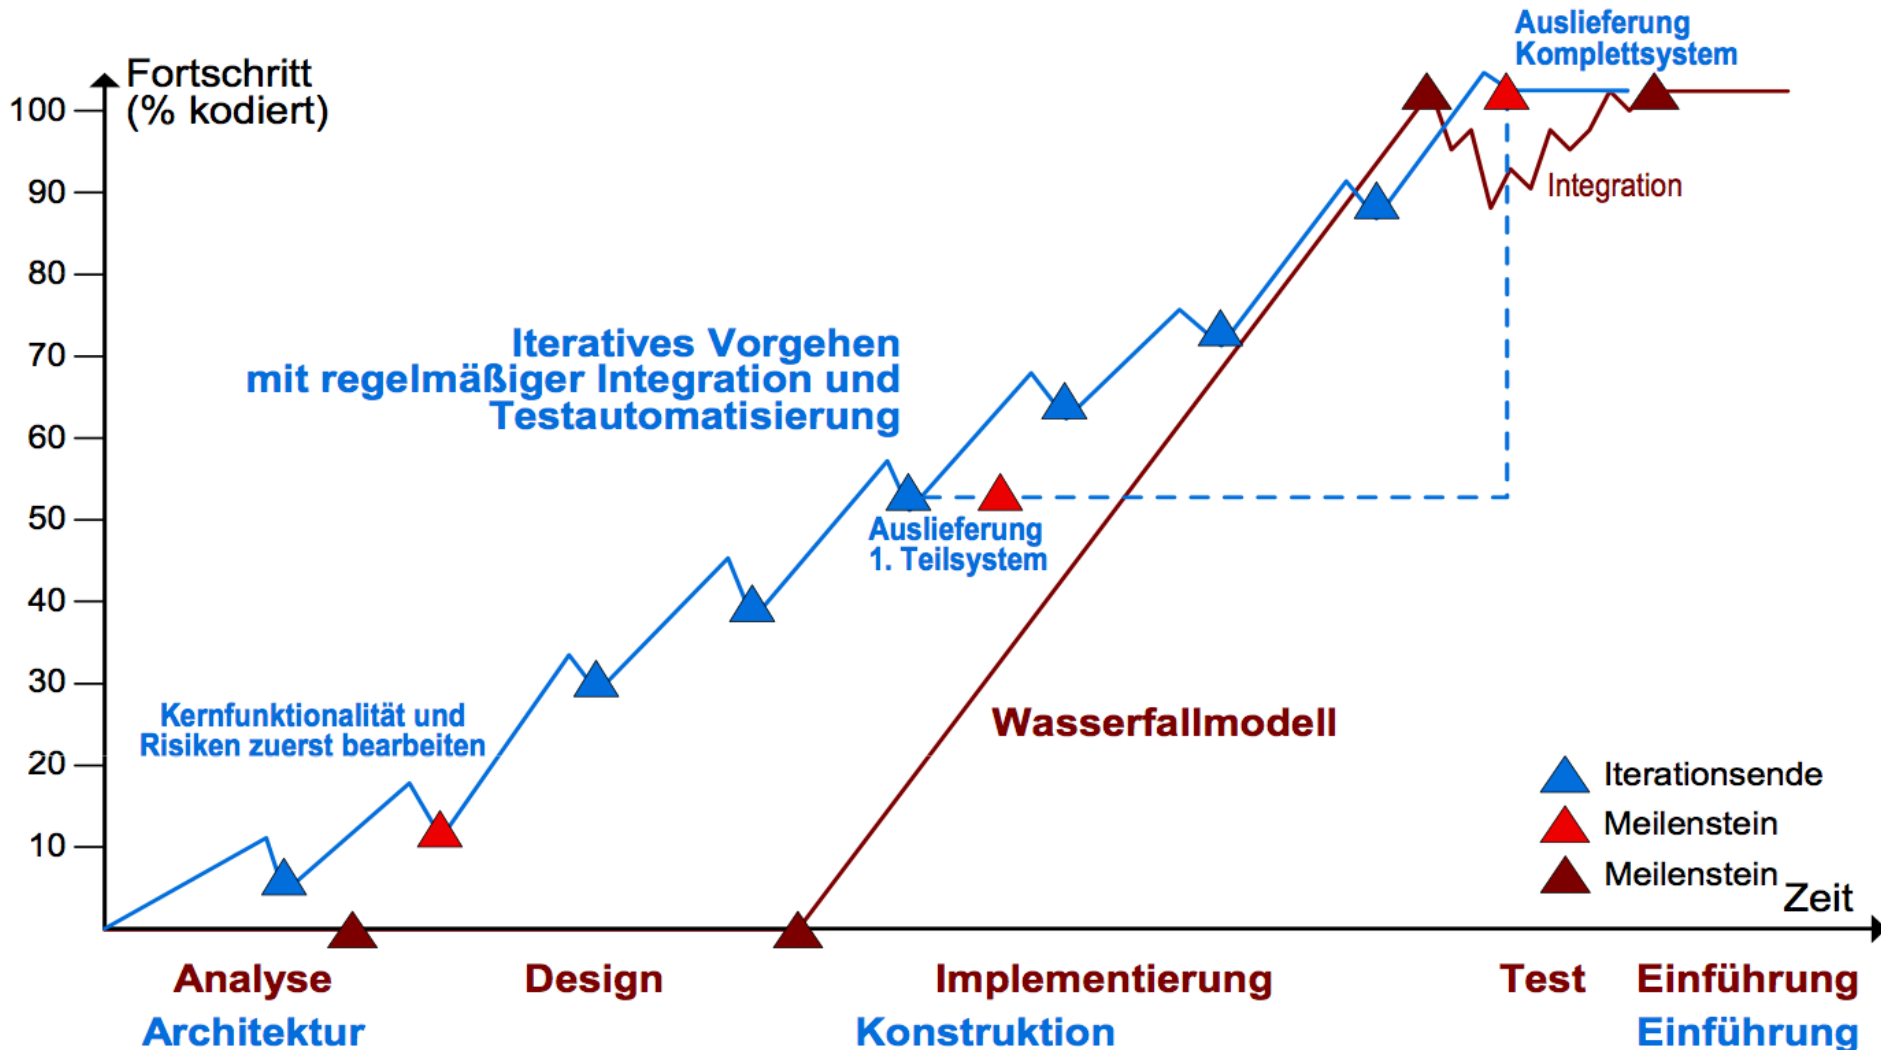 Auslieferung
Komplettsystem
Fortschritt
(% kodiert)
100
90
80
70
60
50
40
30
20
10
Integration
Iteratives Vorgehen
mit regelmäßiger Integration und
Testautomatisierung
Auslieferung
1. Teilsystem
Kernfunktionalität und
Risiken zuerst bearbeiten
Wasserfallmodell
Iterationsende
Meilenstein
Meilenstein
Zeit
Analyse Design Implementierung Test Einführung
Architektur Konstruktion Einführung